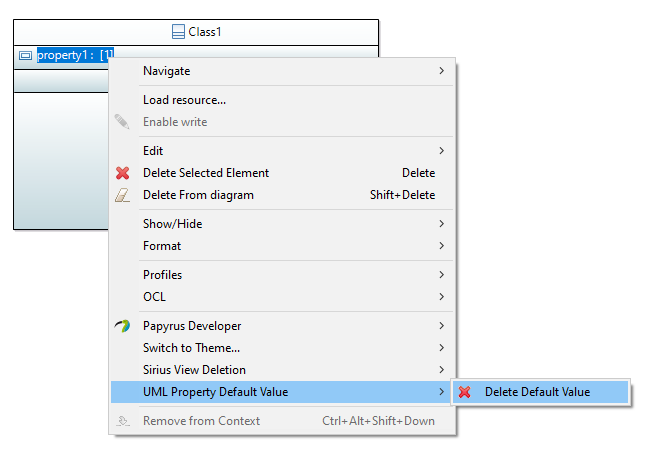 Class1
property1 : [1]
Navigate
Load resource...
Enable write
Edit
Delete Selected Element Delete
Delete From diagram Shift+Delete
Show/Hide
Format
Profiles
OCL
Papyrus Developer
Switch to Theme...
Sirius View Deletion
UML Property Default Value
Delete Default Value
Remove from Context Ctrl+Alt+Shift+Down